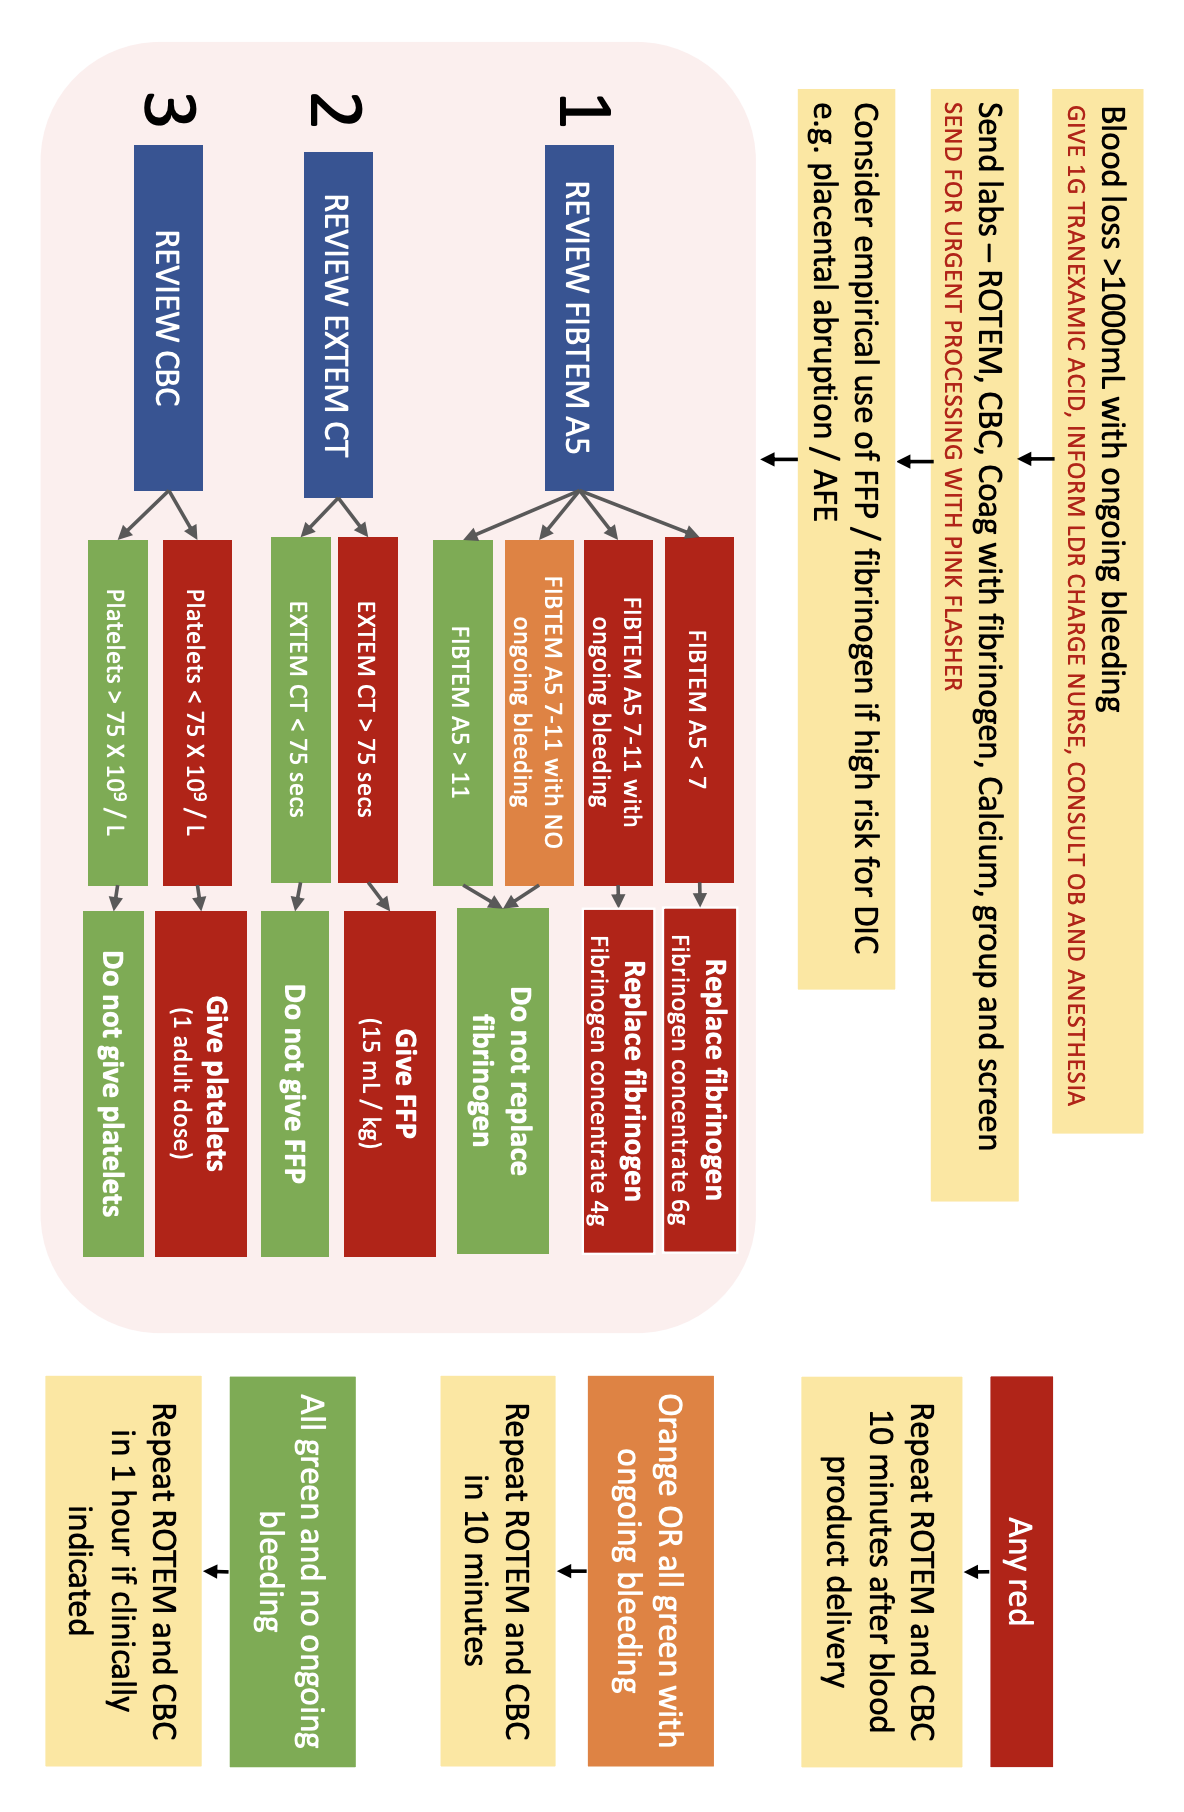 Blood loss >1000mL with ongoing bleeding
GIVE 1G TRANEXAMIC ACID, INFORM LDR CHARGE NURSE, CONSULT OB AND ANESTHESIA
Send labs – ROTEM, CBC, Coag with fibrinogen, Calcium, group and screen
SEND FOR URGENT PROCESSING WITH PINK FLASHER
Consider empirical use of FFP / fibrinogen if high risk for DIC
e.g. placental abruption / AFE
1
REVIEW FIBTEM A5
FIBTEM A5 < 7
Replace fibrinogen
Fibrinogen concentrate 6g
FIBTEM A5 7-11 with
ongoing bleeding
Replace fibrinogen
Fibrinogen concentrate 4g
FIBTEM A5 7-11 with NO
ongoing bleeding
FIBTEM A5 > 11
Do not replace
fibrinogen
2
REVIEW EXTEM CT
EXTEM CT > 75 secs
Give FFP
(15 mL / kg)
EXTEM CT < 75 secs
Do not give FFP
3
REVIEW CBC
Platelets < 75 X 10⁹ / L
Give platelets
(1 adult dose)
Platelets > 75 X 10⁹ / L
Do not give platelets
Any red
Repeat ROTEM and CBC
10 minutes after blood
product delivery
Orange OR all green with
ongoing bleeding
Repeat ROTEM and CBC
in 10 minutes
All green and no ongoing
bleeding
Repeat ROTEM and CBC
in 1 hour if clinically
indicated